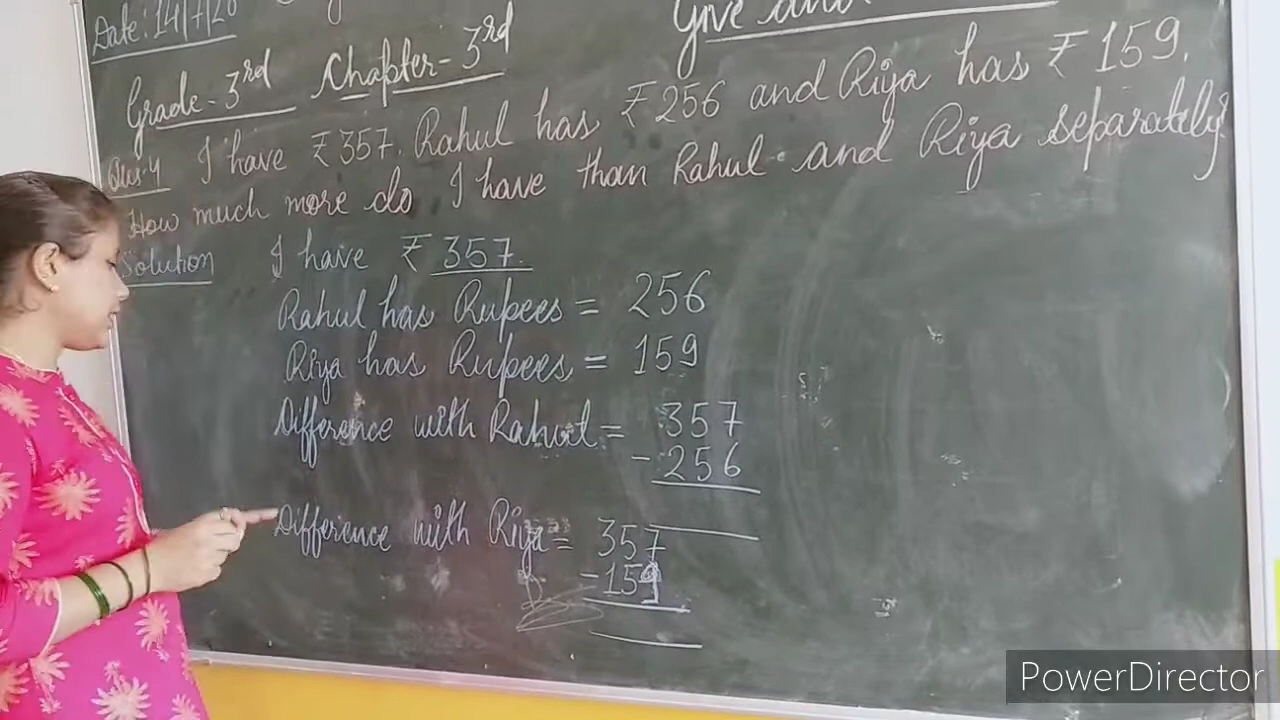 Date: 14/7/20
Give and
Grade-3rd Chapter-3rd
Que.4 I have ₹357. Rahul has ₹256 and Riya has ₹159.
How much more do I have than Rahul and Riya separately?
Solution I have ₹357.
Rahul has Rupees = 256
Riya has Rupees = 159
Difference with Rahul = 357
- 256
Difference with Riya = 357
- 159
PowerDirector